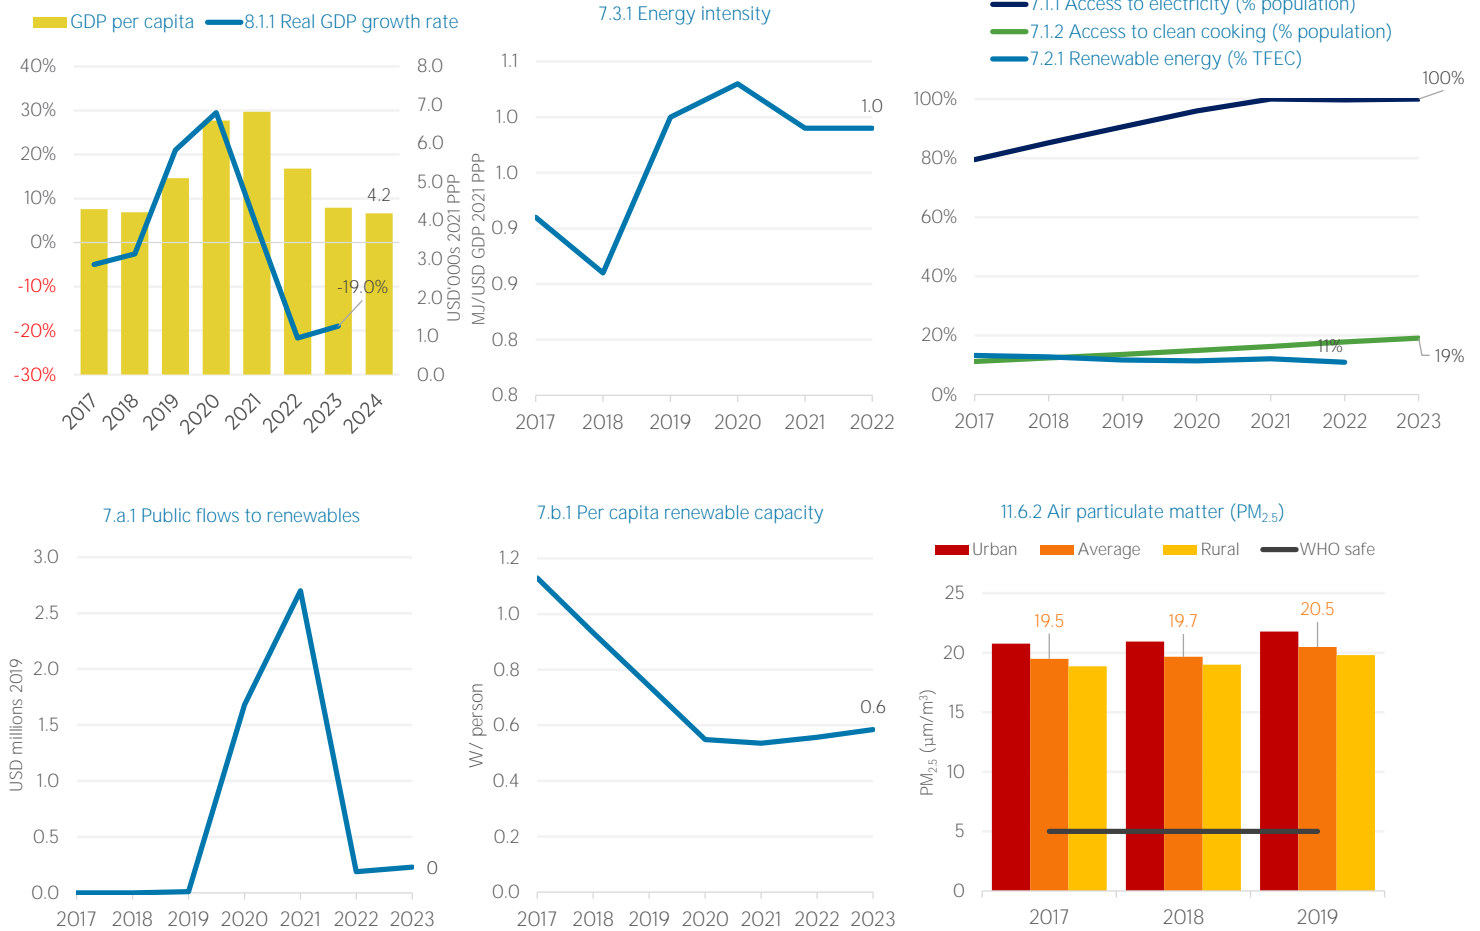 GDP per capita 8.1.1 Real GDP growth rate
40%
30%
20%
10%
0%
-10%
-20%
-30%
8.0
7.0
6.0
5.0
4.0
3.0
2.0
1.0
0.0
USD'000s 2021 PPP
4.2
-19.0%
2017 2018 2019 2020 2021 2022 2023 2024
7.3.1 Energy intensity
MJ/USD GDP 2021 PPP
1.1
1.0
1.0
0.9
0.9
0.8
0.8
1.0
2017 2018 2019 2020 2021 2022
7.1.1 Access to electricity (% population)
7.1.2 Access to clean cooking (% population)
7.2.1 Renewable energy (% TFEC)
100%
80%
60%
40%
20%
0%
100%
11%
19%
2017 2018 2019 2020 2021 2022 2023
7.a.1 Public flows to renewables
USD millions 2019
3.0
2.5
2.0
1.5
1.0
0.5
0.0
0
2017 2018 2019 2020 2021 2022 2023
7.b.1 Per capita renewable capacity
W/ person
1.2
1.0
0.8
0.6
0.4
0.2
0.0
0.6
2017 2018 2019 2020 2021 2022 2023
11.6.2 Air particulate matter (PM2.5)
Urban Average Rural WHO safe
PM2.5 (μm/m³)
25
20
15
10
5
0
19.5 19.7 20.5
2017 2018 2019